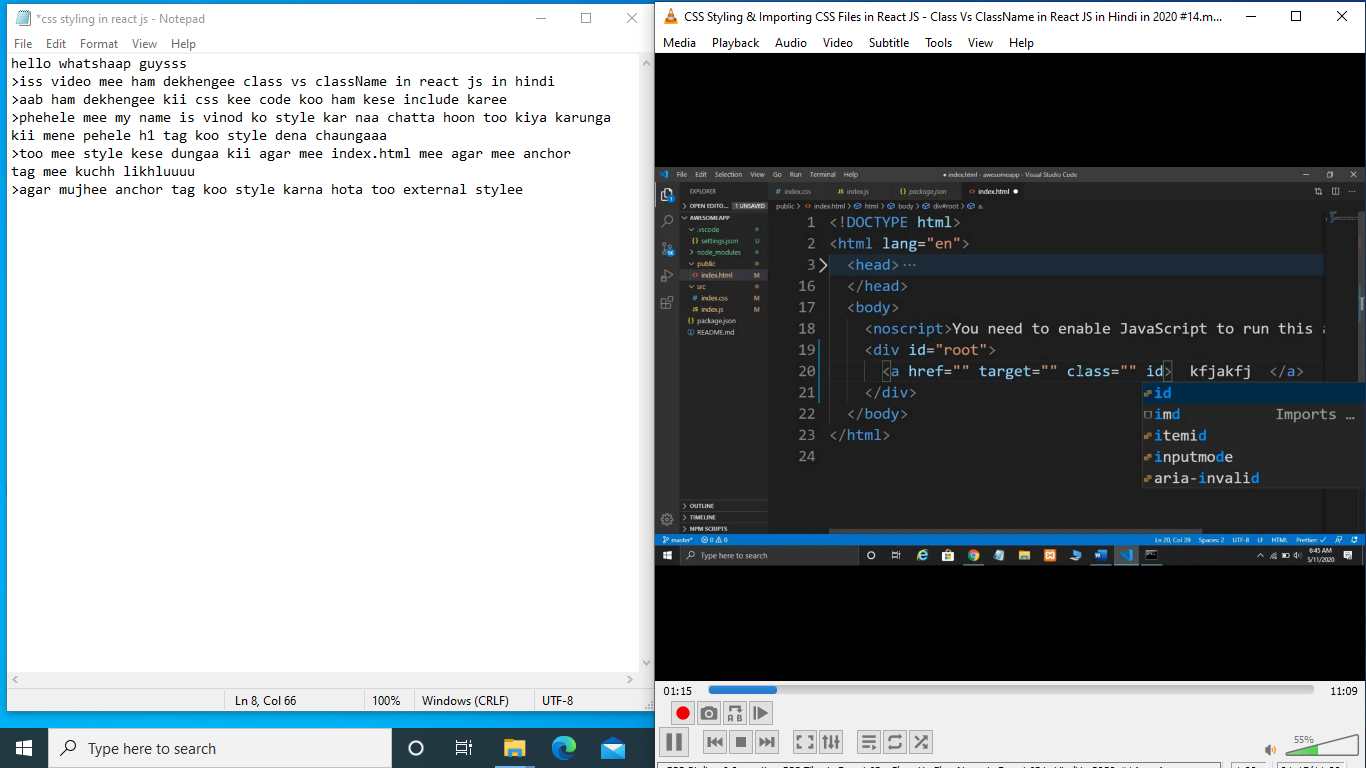 *css styling in react js - Notepad
File Edit Format View Help
hello whatshaap guysss
>iss video mee ham dekhengee class vs className in react js in hindi
>aab ham dekhengee kii css kee code koo ham kese include karee
>phehele mee my name is vinod ko style kar naa chatta hoon too kiya karunga
kii mene pehele h1 tag koo style dena chaungaaa
>too mee style kese dungaa kii agar mee index.html mee agar mee anchor
tag mee kuchh likhluuuu
>agar mujhee anchor tag koo style karna hota too external stylee
Ln 8, Col 66 100% Windows (CRLF) UTF-8
Type here to search
CSS Styling & Importing CSS Files in React JS - Class Vs ClassName in React JS in Hindi in 2020 #14.m...
Media Playback Audio Video Subtitle Tools View Help
File Edit Selection View Go Run Terminal Help
● index.html - awesomeapp - Visual Studio Code
EXPLORER
# index.css JS index.js {} package.json <> index.html ●
> OPEN EDITO... 1 UNSAVED
public > <> index.html > html > body > div#root > a.
AWESOMEAPP
.vscode
{} settings.json U
> node_modules
public
<> index.html M
src
# index.css M
JS index.js M
{} package.json
README.md
1 <!DOCTYPE html>
2 <html lang="en">
3 <head>···
16 </head>
17 <body>
18 <noscript>You need to enable JavaScript to run this a
19 <div id="root">
20 <a href="" target="" class="" id> kfjakfj </a>
21 </div>
22 </body>
23 </html>
24
id
imd Imports …
itemid
inputmode
aria-invalid
> OUTLINE
> TIMELINE
> NPM SCRIPTS
master* 0 0 Ln 20, Col 39 Spaces: 2 UTF-8 LF HTML Prettier: ✓
Type here to search
6:45 AM
5/11/2020
01:15 11:09
A B
55%